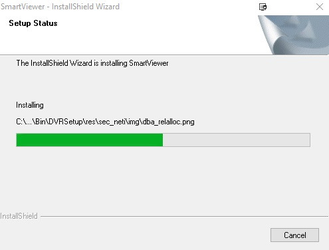 SmartViewer - InstallShield Wizard
Setup Status
The InstallShield Wizard is installing SmartViewer
Installing
C:\...\Bin\DVRSetup\res\sec_neti\img\dba_relalloc.png
InstallShield
Cancel